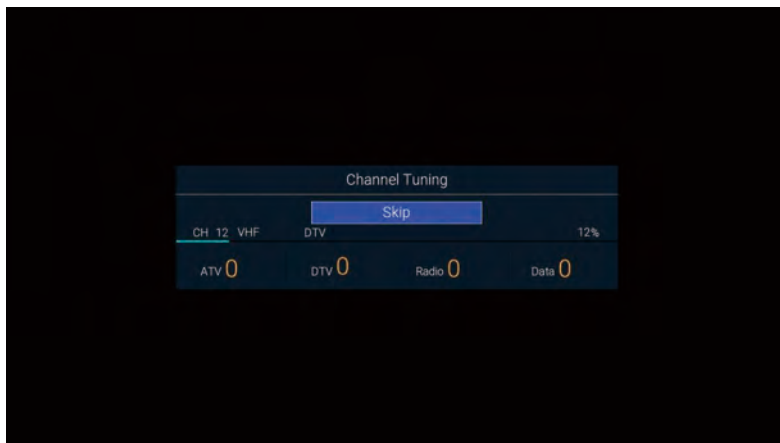 Channel Tuning
Skip
CH 12 VHF DTV 12%
ATV 0 DTV 0 Radio 0 Data 0